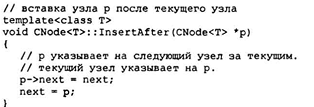 // вставка узла p после текущего узла
template<class T>
void CNode<T>::InsertAfter(CNode<T> *p)
{
// p указывает на следующий узел за текущим.
// текущий узел указывает на p.
p->next = next;
next = p;
}